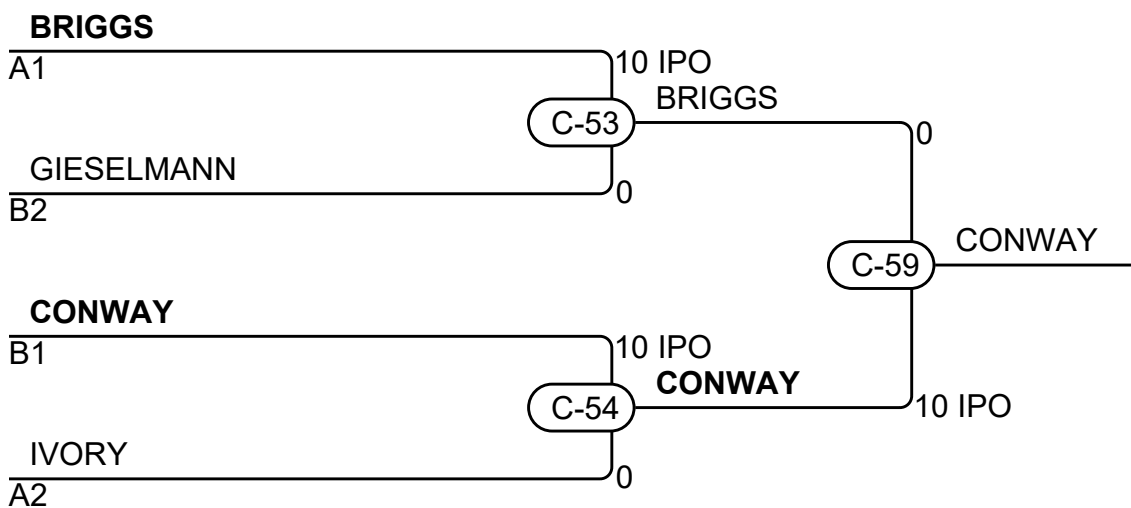 BRIGGS
A1
10 IPO
BRIGGS
C-53
0
GIESELMANN
0
B2
CONWAY
C-59
CONWAY
B1
10 IPO
CONWAY
C-54
10 IPO
IVORY
0
A2